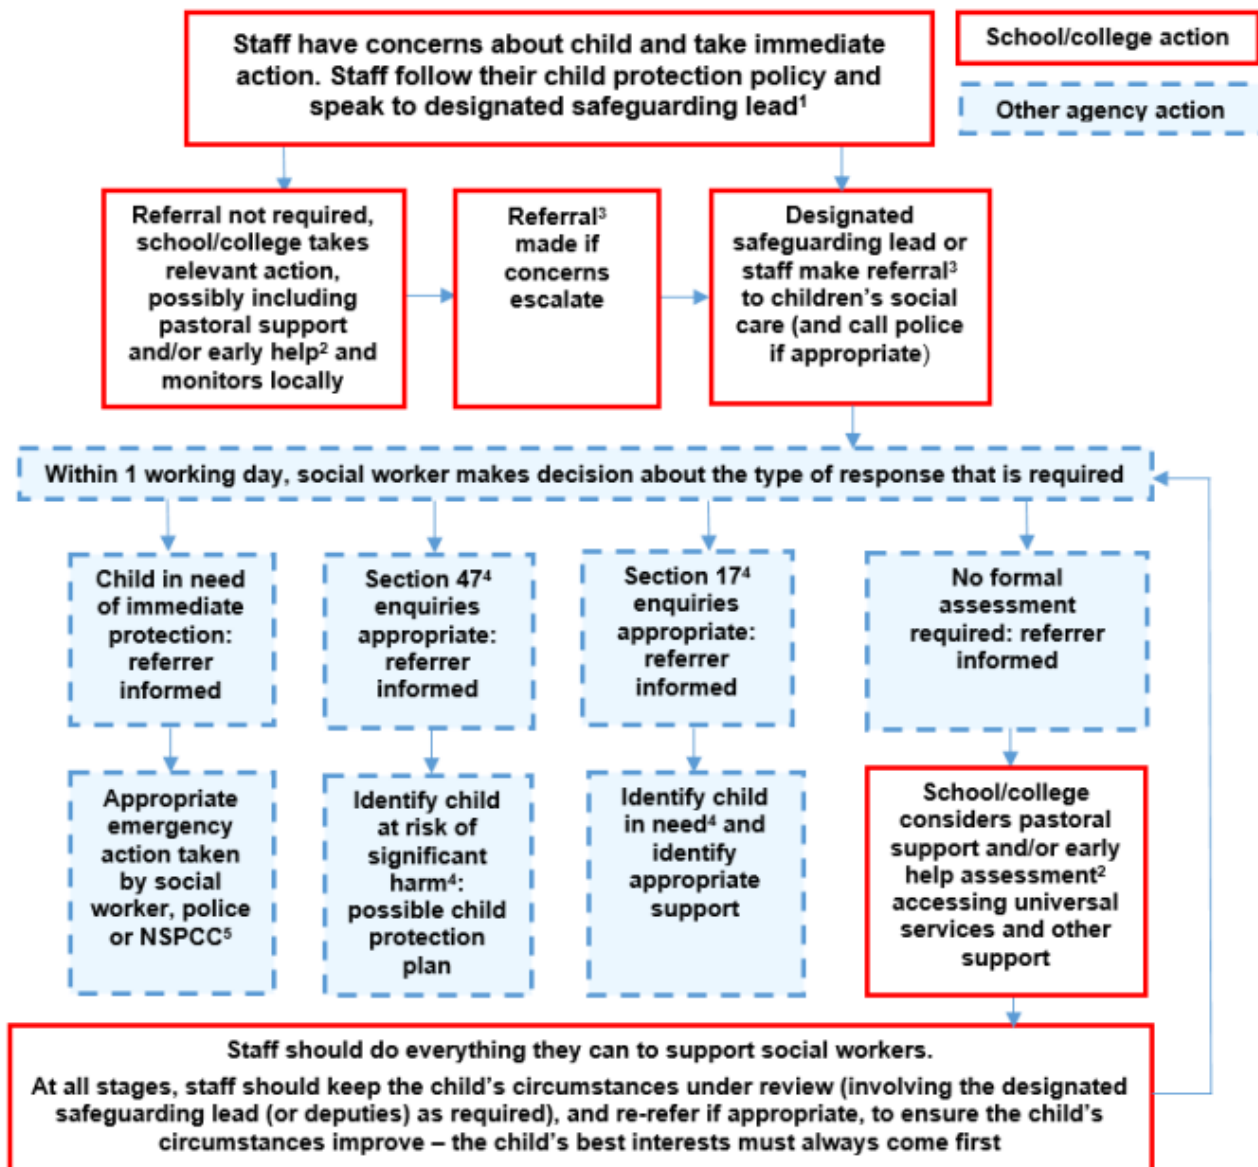 Staff have concerns about child and take immediate
action. Staff follow their child protection policy and
speak to designated safeguarding lead¹
School/college action
Other agency action
Referral not required,
school/college takes
relevant action,
possibly including
pastoral support
and/or early help² and
monitors locally
Referral³
made if
concerns
escalate
Designated
safeguarding lead or
staff make referral³
to children’s social
care (and call police
if appropriate)
Within 1 working day, social worker makes decision about the type of response that is required
Child in need
of immediate
protection:
referrer
informed
Section 47⁴
enquiries
appropriate:
referrer
informed
Section 17⁴
enquiries
appropriate:
referrer
informed
No formal
assessment
required: referrer
informed
Appropriate
emergency
action taken
by social
worker, police
or NSPCC⁵
Identify child
at risk of
significant
harm⁴:
possible child
protection
plan
Identify child
in need⁴ and
identify
appropriate
support
School/college
considers pastoral
support and/or early
help assessment²
accessing universal
services and other
support
Staff should do everything they can to support social workers.
At all stages, staff should keep the child’s circumstances under review (involving the designated
safeguarding lead (or deputies) as required), and re-refer if appropriate, to ensure the child’s
circumstances improve – the child’s best interests must always come first